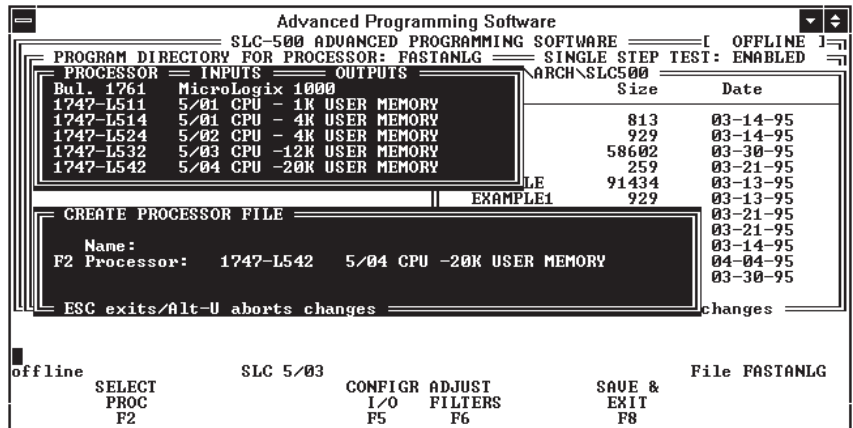 Advanced Programming Software
SLC-500 ADVANCED PROGRAMMING SOFTWARE [ OFFLINE ]
PROGRAM DIRECTORY FOR PROCESSOR: FASTANLG SINGLE STEP TEST: ENABLED
PROCESSOR INPUTS OUTPUTS \ARCH\SLC500
Bul. 1761 MicroLogix 1000 Size Date
1747-L511 5/01 CPU - 1K USER MEMORY
1747-L514 5/01 CPU - 4K USER MEMORY 813 03-14-95
1747-L524 5/02 CPU - 4K USER MEMORY 929 03-14-95
1747-L532 5/03 CPU -12K USER MEMORY 58602 03-30-95
1747-L542 5/04 CPU -20K USER MEMORY 259 03-21-95
LE 91434 03-13-95
EXAMPLE1 929 03-13-95
CREATE PROCESSOR FILE 03-21-95
03-21-95
Name: 03-14-95
F2 Processor: 1747-L542 5/04 CPU -20K USER MEMORY 04-04-95
03-30-95
ESC exits/Alt-U aborts changes changes
offline SLC 5/03 File FASTANLG
SELECT CONFIGR ADJUST SAVE &
PROC I/O FILTERS EXIT
F2 F5 F6 F8